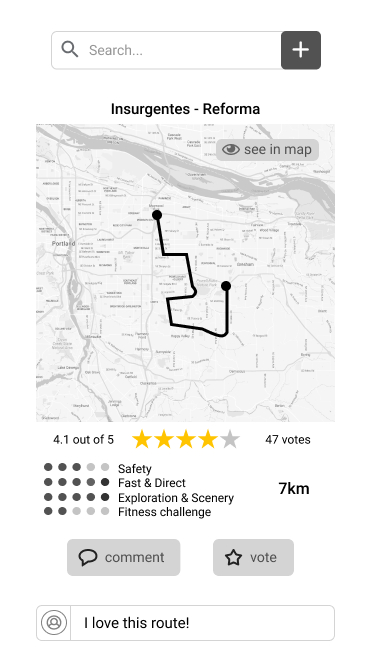 Search...
Insurgentes - Reforma
see in map
Portland
Gresham
4.1 out of 5
47 votes
Safety
Fast & Direct
Exploration & Scenery
Fitness challenge
7km
comment
vote
I love this route!